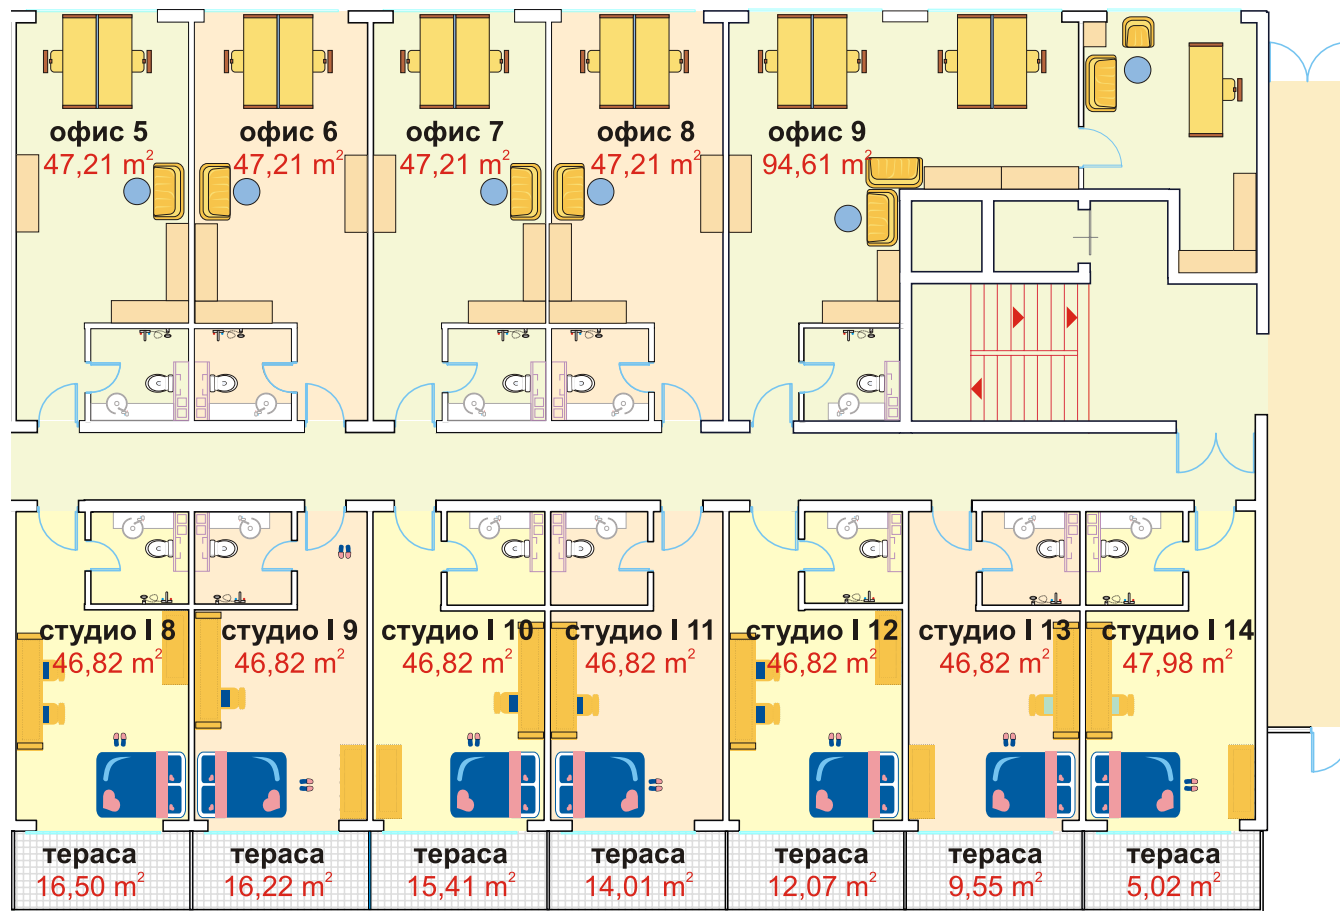 офис 5
47,21 m²
офис 6
47,21 m²
офис 7
47,21 m²
офис 8
47,21 m²
офис 9
94,61 m²
студио I 8
46,82 m²
студио I 9
46,82 m²
студио I 10
46,82 m²
студио I 11
46,82 m²
студио I 12
46,82 m²
студио I 13
46,82 m²
студио I 14
47,98 m²
тераса
16,50 m²
тераса
16,22 m²
тераса
15,41 m²
тераса
14,01 m²
тераса
12,07 m²
тераса
9,55 m²
тераса
5,02 m²